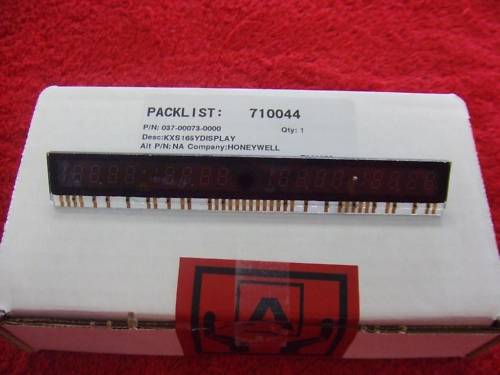 PACKLIST: 710044
P/N: 037-00073-0000 Qty: 1
Desc:KXS165YDISPLAY
Alt P/N:NA Company:HONEYWELL